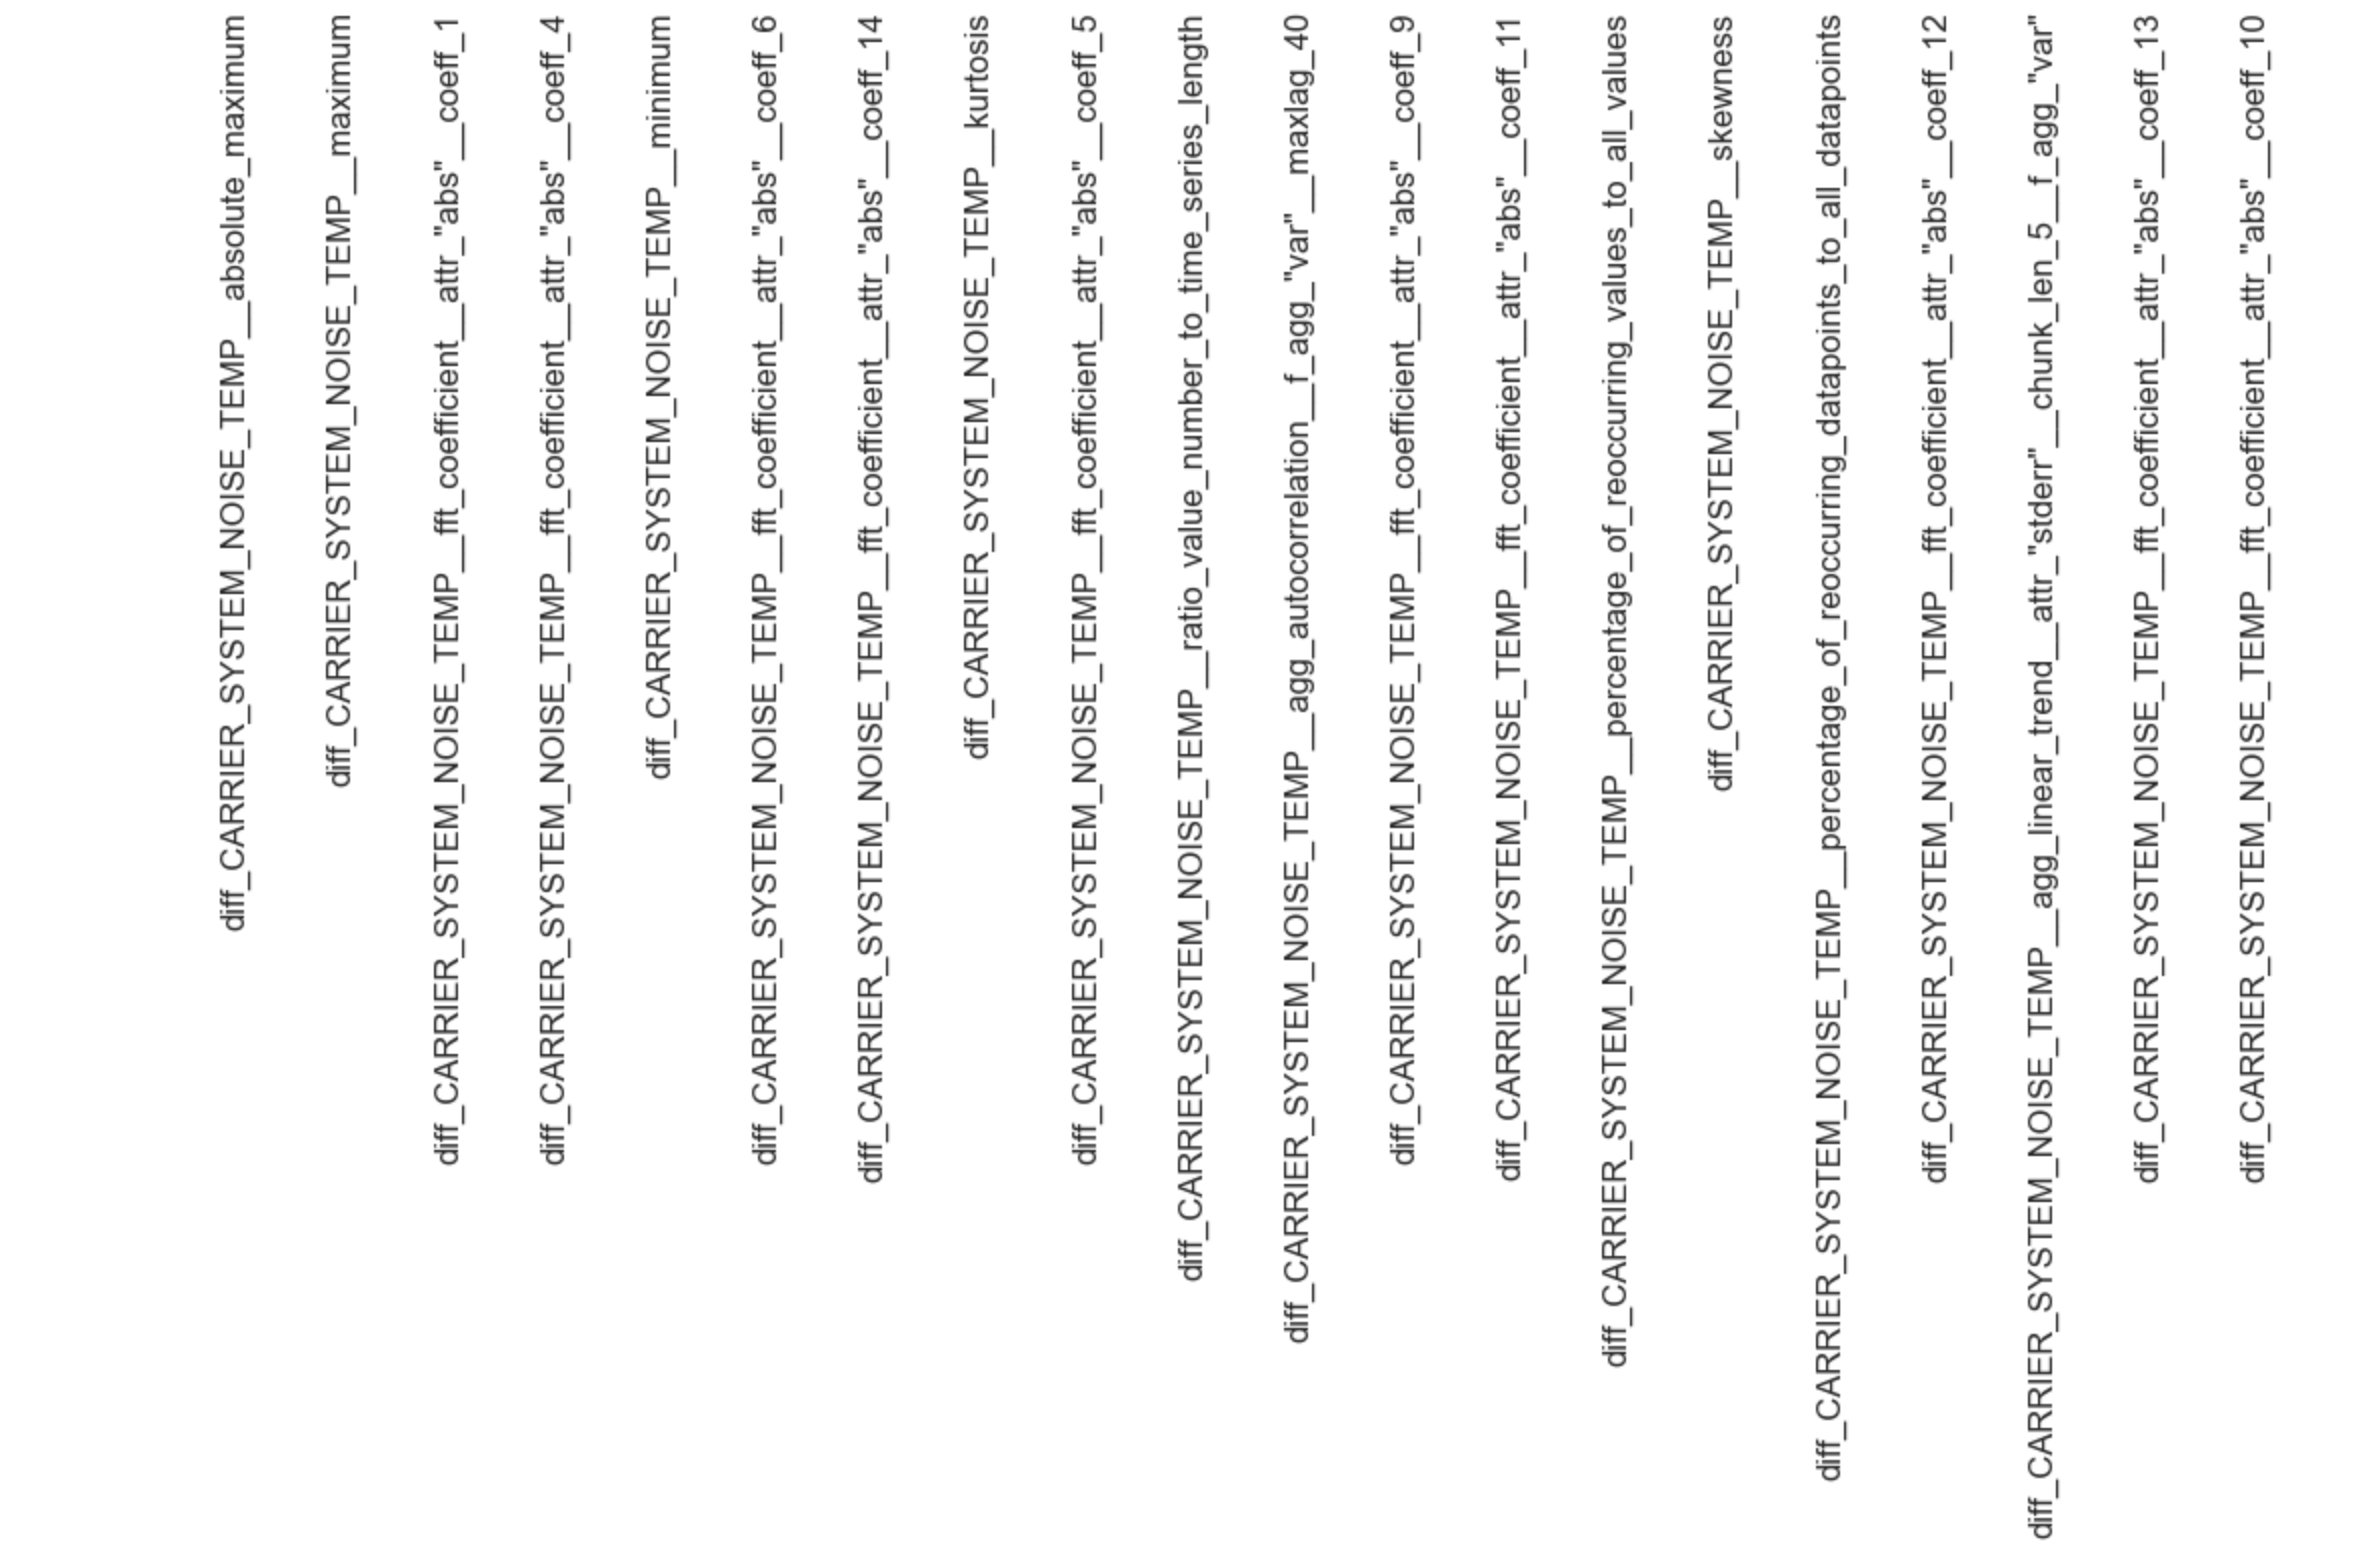 diff_CARRIER_SYSTEM_NOISE_TEMP__absolute_maximum
diff_CARRIER_SYSTEM_NOISE_TEMP__maximum
diff_CARRIER_SYSTEM_NOISE_TEMP__fft_coefficient__attr_"abs"__coeff_1
diff_CARRIER_SYSTEM_NOISE_TEMP__fft_coefficient__attr_"abs"__coeff_4
diff_CARRIER_SYSTEM_NOISE_TEMP__minimum
diff_CARRIER_SYSTEM_NOISE_TEMP__fft_coefficient__attr_"abs"__coeff_6
diff_CARRIER_SYSTEM_NOISE_TEMP__fft_coefficient__attr_"abs"__coeff_14
diff_CARRIER_SYSTEM_NOISE_TEMP__kurtosis
diff_CARRIER_SYSTEM_NOISE_TEMP__fft_coefficient__attr_"abs"__coeff_5
diff_CARRIER_SYSTEM_NOISE_TEMP__ratio_value_number_to_time_series_length
diff_CARRIER_SYSTEM_NOISE_TEMP__agg_autocorrelation__f_agg_"var"__maxlag_40
diff_CARRIER_SYSTEM_NOISE_TEMP__fft_coefficient__attr_"abs"__coeff_9
diff_CARRIER_SYSTEM_NOISE_TEMP__fft_coefficient__attr_"abs"__coeff_11
diff_CARRIER_SYSTEM_NOISE_TEMP__percentage_of_reoccurring_values_to_all_values
diff_CARRIER_SYSTEM_NOISE_TEMP__skewness
diff_CARRIER_SYSTEM_NOISE_TEMP__percentage_of_reoccurring_datapoints_to_all_datapoints
diff_CARRIER_SYSTEM_NOISE_TEMP__fft_coefficient__attr_"abs"__coeff_12
diff_CARRIER_SYSTEM_NOISE_TEMP__agg_linear_trend__attr_"stderr"__chunk_len_5__f_agg_"var"
diff_CARRIER_SYSTEM_NOISE_TEMP__fft_coefficient__attr_"abs"__coeff_13
diff_CARRIER_SYSTEM_NOISE_TEMP__fft_coefficient__attr_"abs"__coeff_10